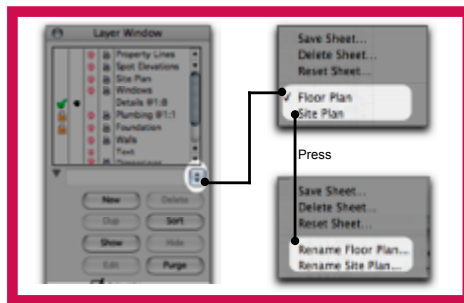 Layer Window
Property Lines
Spot Elevations
Site Plan
Windows
Details @1:8
Plumbing @1:1
Foundation
Walls
Text
Dimensions
New
Delete
Dup
Sort
Show
Hide
Edit
Purge
Save Sheet...
Delete Sheet...
Reset Sheet...
✓ Floor Plan
Site Plan
Press
Save Sheet...
Delete Sheet...
Reset Sheet...
Rename Floor Plan...
Rename Site Plan...